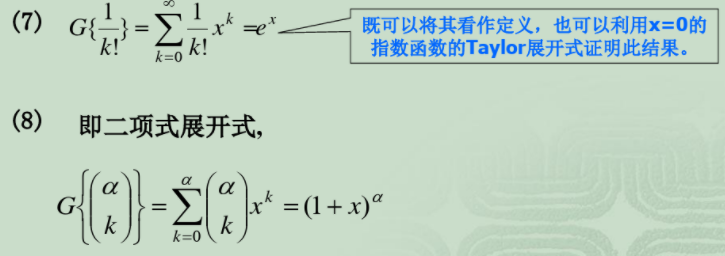 (7) G{1/k!} = ∑_{k=0}^{∞} 1/k! x^k = e^x
既可以将其看作定义，也可以利用x=0的
指数函数的Taylor展开式证明此结果。
(8) 即二项式展开式,
G{(α k)} = ∑_{k=0}^{α} (α k) x^k = (1 + x)^α